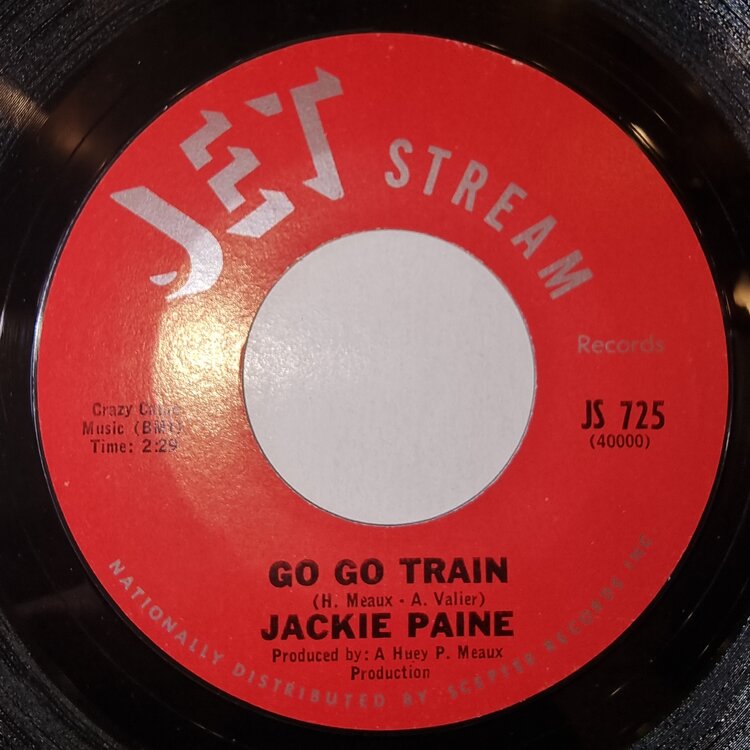 JET STREAM
Records
Crazy Cajun
Music (BMI)
Time: 2:29
JS 725
(40000)
GO GO TRAIN
(H. Meaux - A. Valier)
JACKIE PAINE
Produced by: A Huey P. Meaux
Production
NATIONALLY DISTRIBUTED BY SCEPTER RECORDS INC.